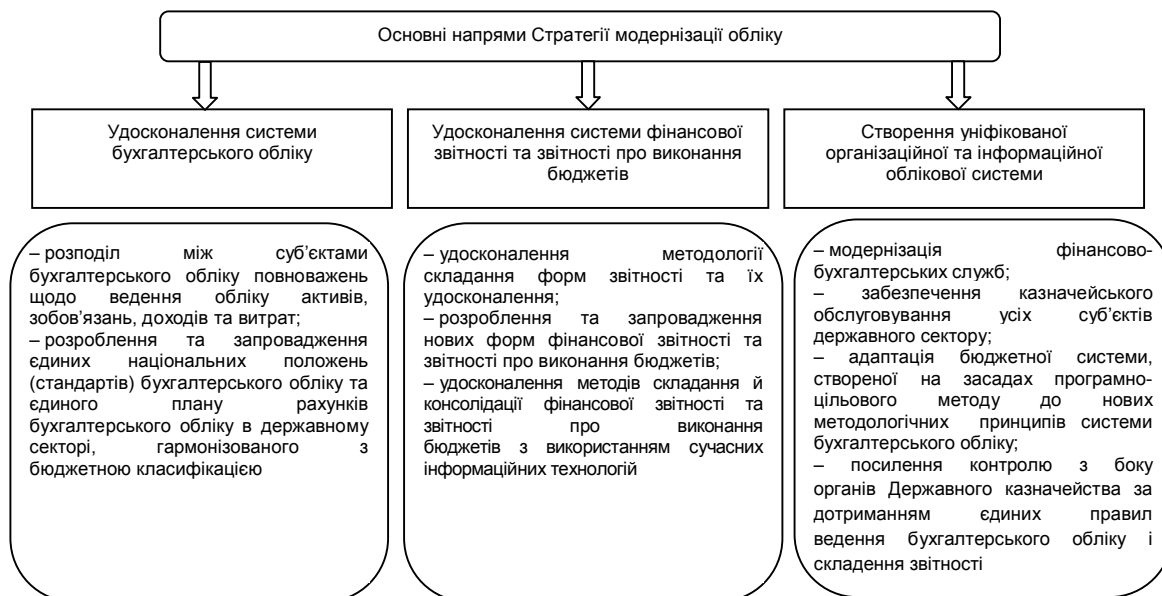 Основні напрями Стратегії модернізації обліку
Удосконалення системи
бухгалтерського обліку
Удосконалення системи фінансової
звітності та звітності про виконання
бюджетів
Створення уніфікованої
організаційної та інформаційної
облікової системи
– розподіл між суб’єктами
бухгалтерського обліку повноважень
щодо ведення обліку активів,
зобов’язань, доходів та витрат;
– розроблення та запровадження
єдиних національних положень
(стандартів) бухгалтерського обліку та
єдиного плану рахунків
бухгалтерського обліку в державному
секторі, гармонізованого з
бюджетною класифікацією
– удосконалення методології
складання форм звітності та їх
удосконалення;
– розроблення та запровадження
нових форм фінансової звітності та
звітності про виконання бюджетів;
– удосконалення методів складання й
консолідації фінансової звітності та
звітності про виконання
бюджетів з використанням сучасних
інформаційних технологій
– модернізація фінансово-
бухгалтерських служб;
– забезпечення казначейського
обслуговування усіх суб’єктів
державного сектору;
– адаптація бюджетної системи,
створеної на засадах програмно-
цільового методу до нових
методологічних принципів системи
бухгалтерського обліку;
– посилення контролю з боку
органів Державного казначейства за
дотриманням єдиних правил
ведення бухгалтерського обліку і
складення звітності